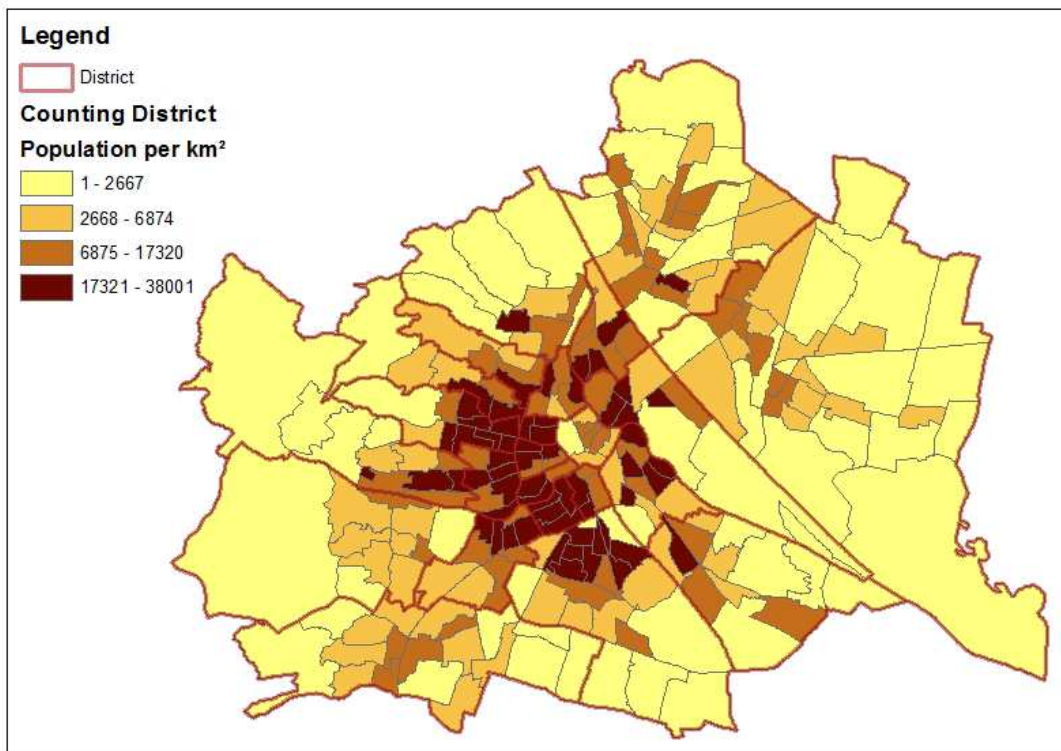 Legend
District
Counting District
Population per km²
1 - 2667
2668 - 6874
6875 - 17320
17321 - 38001